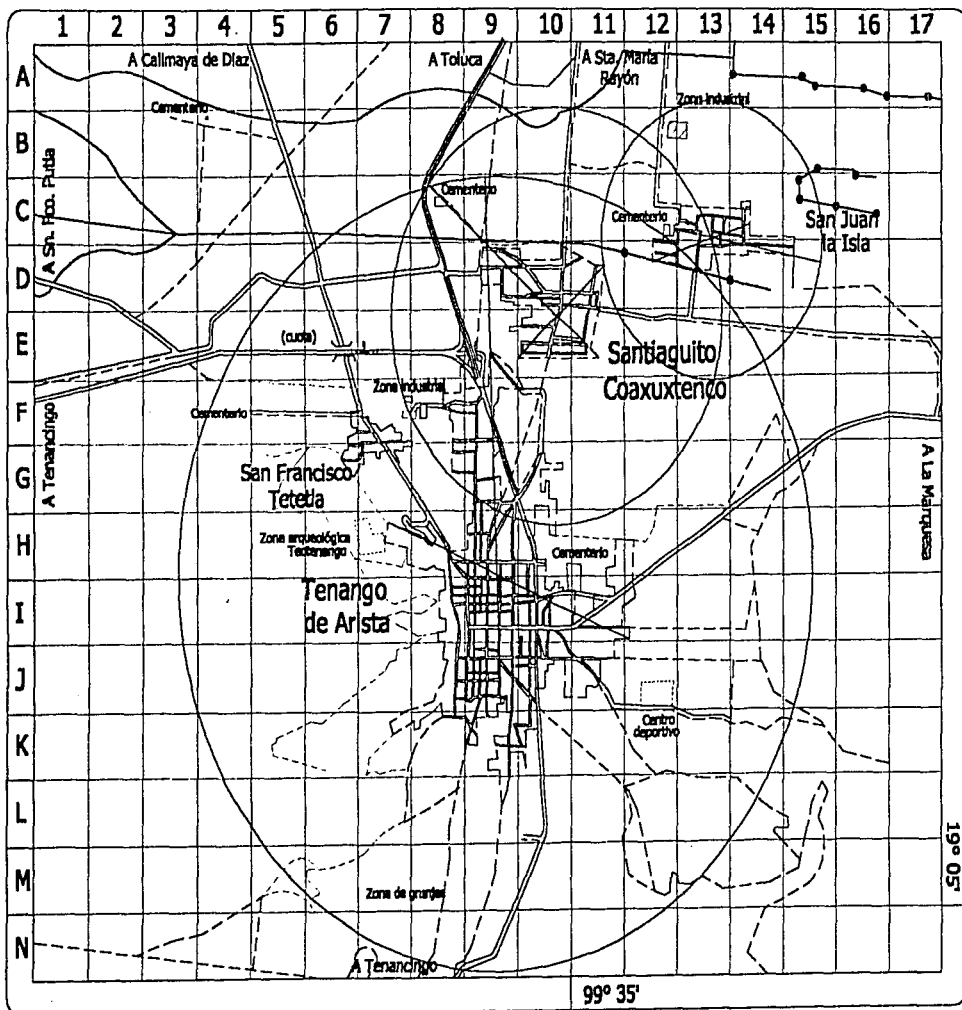 1 2 3 4 5 6 7 8 9 10 11 12 13 14 15 16 17
A
B
C
D
E
F
G
H
I
J
K
L
M
N
A Calimaya de Diaz
A Toluca
A Sta. Maria
Rayón
Zona Industrial
Cementerio
A Sn. Fco. Putla
Cementerio
Cementerio
San Juan
la Isla
(cuota)
Santiaguito
Coaxuxtenco
Zona Industrial
Cementerio
A Tenancingo
San Francisco
Tetetla
A La Marquesa
Zona arqueológica
Teotenango
Cementerio
Tenango
de Arista
Centro
deportivo
19° 05'
Zona de granjas
A Tenancingo
99° 35'